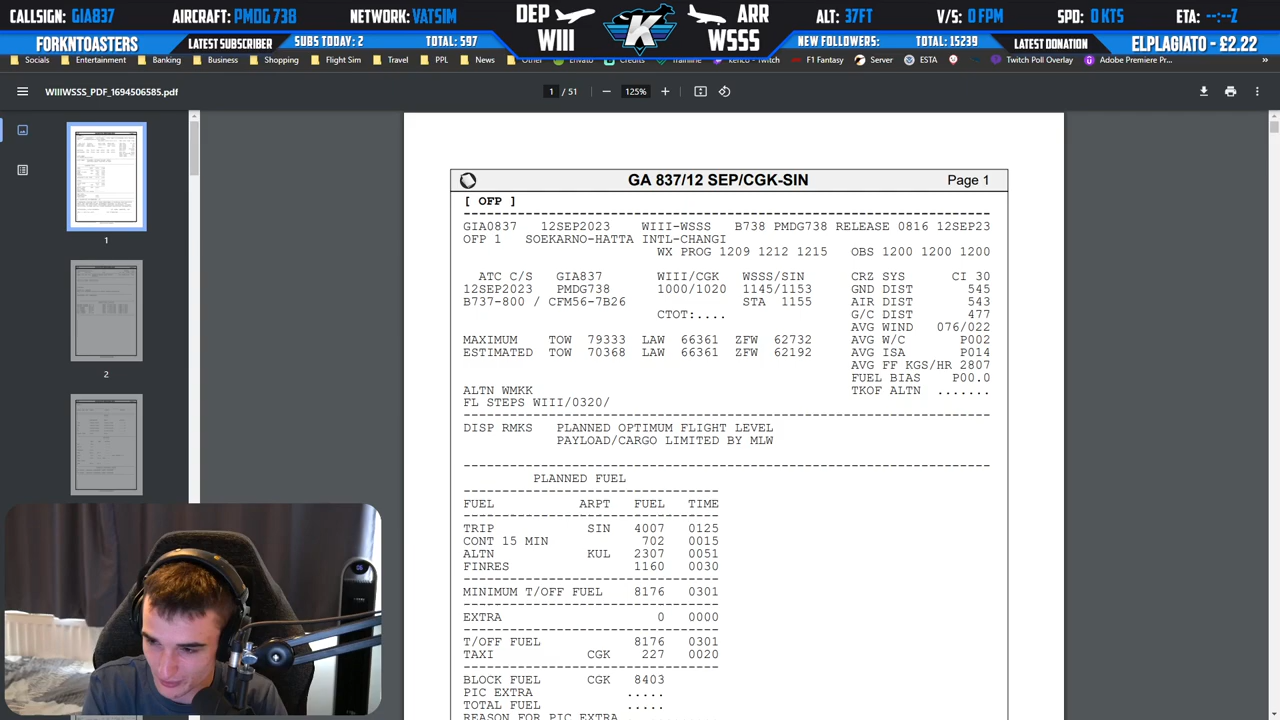 CALLSIGN: GIA837 AIRCRAFT: PMDG 738 NETWORK: VATSIM DEP WIII K ARR WSSS ALT: 37FT V/S: 0 FPM SPD: 0 KTS ETA: --:--Z
FORKNTOASTERS LATEST SUBSCRIBER SUBS TODAY: 2 TOTAL: 597 NEW FOLLOWERS: TOTAL: 15239 LATEST DONATION ELPLAGIATO - £2.22
Socials Entertainment Banking Business Shopping Flight Sim Travel PPL News Other Envato Credits Trainline kenco - Twitch F1 Fantasy Server ESTA Twitch Poll Overlay Adobe Premiere Pr... »
WIIIWSSS_PDF_1694506585.pdf 1 / 51 125%
1
2
GA 837/12 SEP/CGK-SIN Page 1
[ OFP ]
GIA0837 12SEP2023 WIII-WSSS B738 PMDG738 RELEASE 0816 12SEP23
OFP 1 SOEKARNO-HATTA INTL-CHANGI
WX PROG 1209 1212 1215 OBS 1200 1200 1200
ATC C/S GIA837 WIII/CGK WSSS/SIN CRZ SYS CI 30
12SEP2023 PMDG738 1000/1020 1145/1153 GND DIST 545
B737-800 / CFM56-7B26 STA 1155 AIR DIST 543
CTOT:.... G/C DIST 477
AVG WIND 076/022
MAXIMUM TOW 79333 LAW 66361 ZFW 62732 AVG W/C P002
ESTIMATED TOW 70368 LAW 66361 ZFW 62192 AVG ISA P014
AVG FF KGS/HR 2807
FUEL BIAS P00.0
ALTN WMKK TKOF ALTN .......
FL STEPS WIII/0320/
DISP RMKS PLANNED OPTIMUM FLIGHT LEVEL
PAYLOAD/CARGO LIMITED BY MLW
PLANNED FUEL
FUEL ARPT FUEL TIME
TRIP SIN 4007 0125
CONT 15 MIN 702 0015
ALTN KUL 2307 0051
FINRES 1160 0030
MINIMUM T/OFF FUEL 8176 0301
EXTRA 0 0000
T/OFF FUEL 8176 0301
TAXI CGK 227 0020
BLOCK FUEL CGK 8403
PIC EXTRA .....
TOTAL FUEL .....
REASON FOR PIC EXTRA